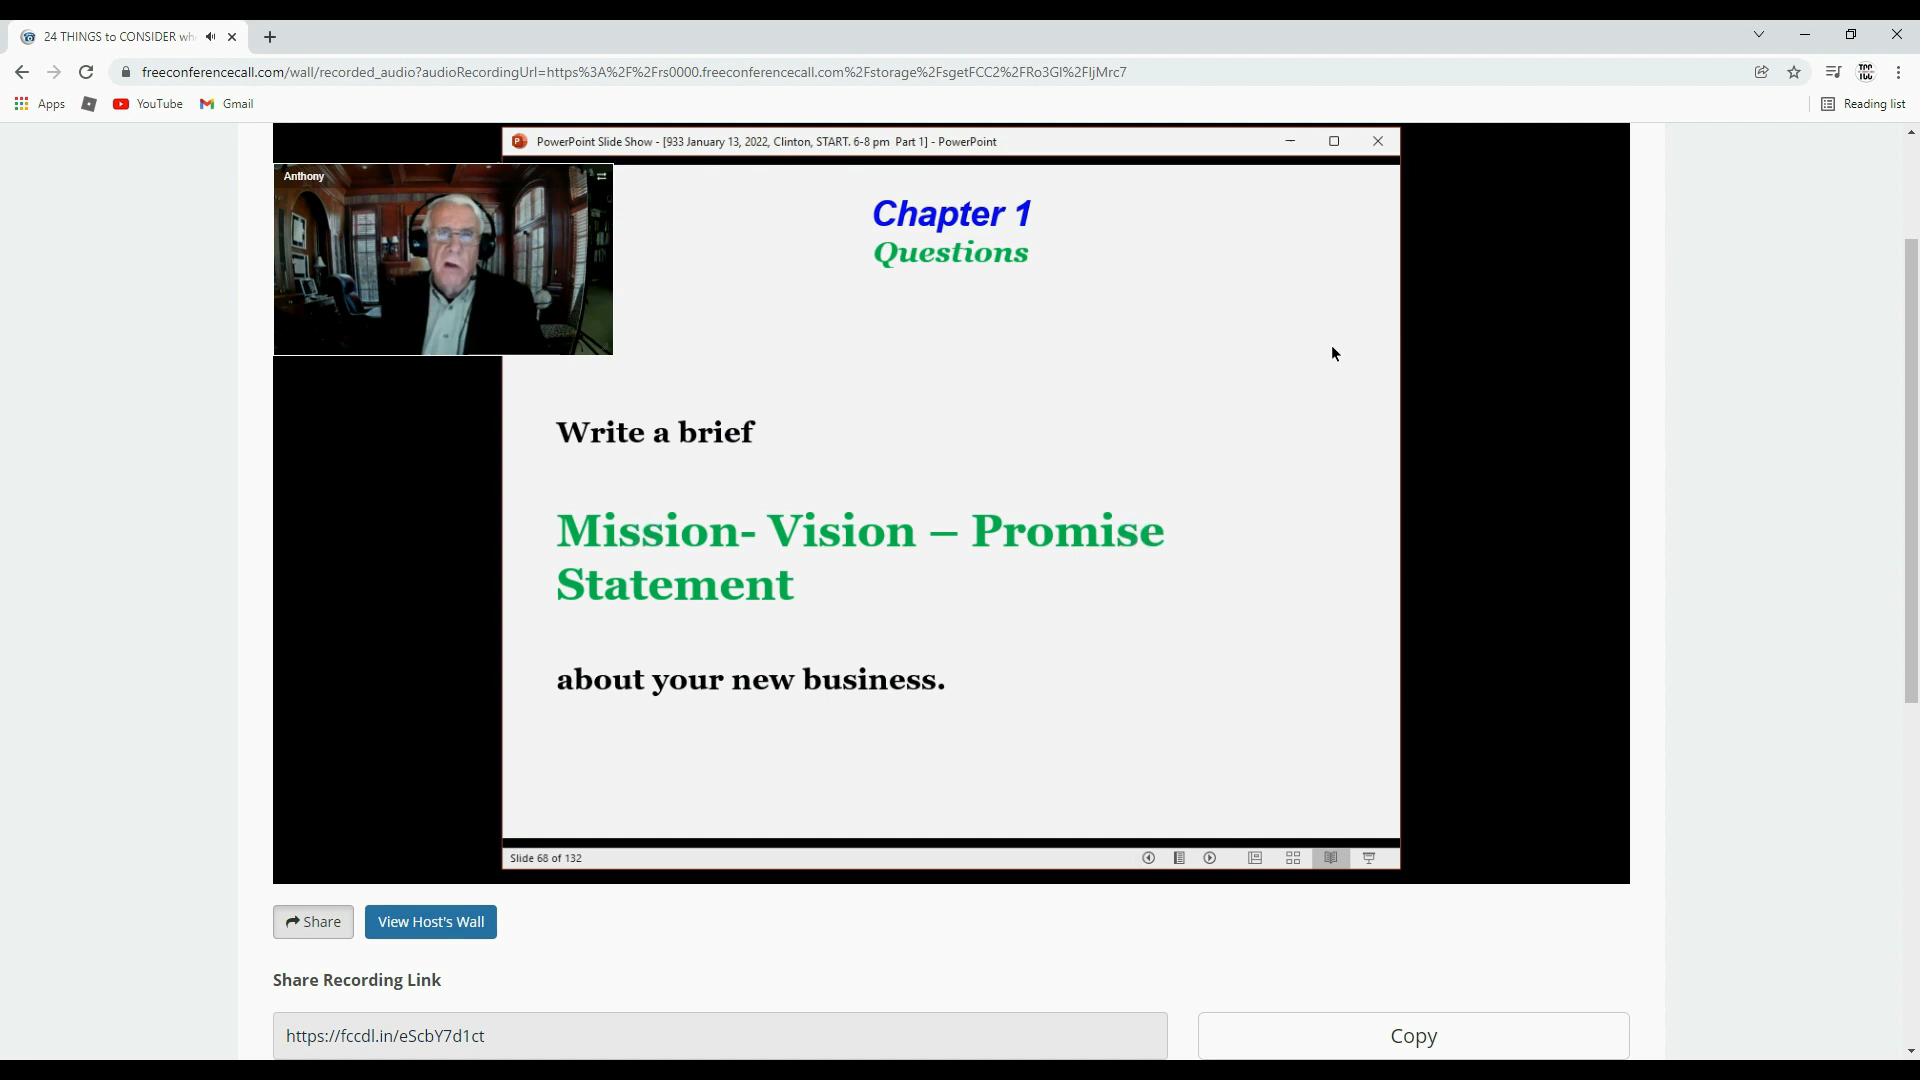 24 THINGS to CONSIDER wh
freeconferencecall.com/wall/recorded_audio?audioRecordingUrl=https%3A%2F%2Frs0000.freeconferencecall.com%2Fstorage%2FsgetFCC2%2FRo3GI%2FIjMrc7
Apps
YouTube
Gmail
Reading list
PowerPoint Slide Show - [933 January 13, 2022, Clinton, START. 6-8 pm Part 1] - PowerPoint
Anthony
Chapter 1
Questions
Write a brief
Mission- Vision – Promise
Statement
about your new business.
Slide 68 of 132
Share
View Host's Wall
Share Recording Link
https://fccdl.in/eScbY7d1ct
Copy